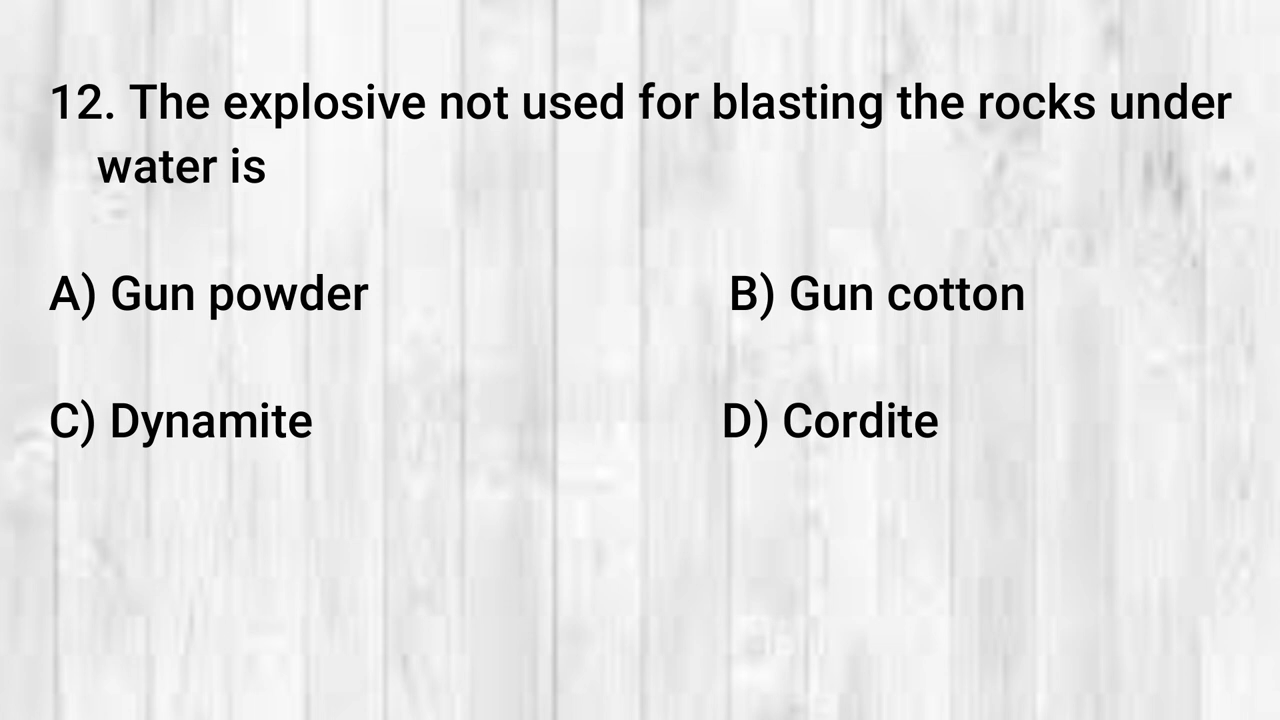 12. The explosive not used for blasting the rocks under
water is
A) Gun powder B) Gun cotton
C) Dynamite D) Cordite